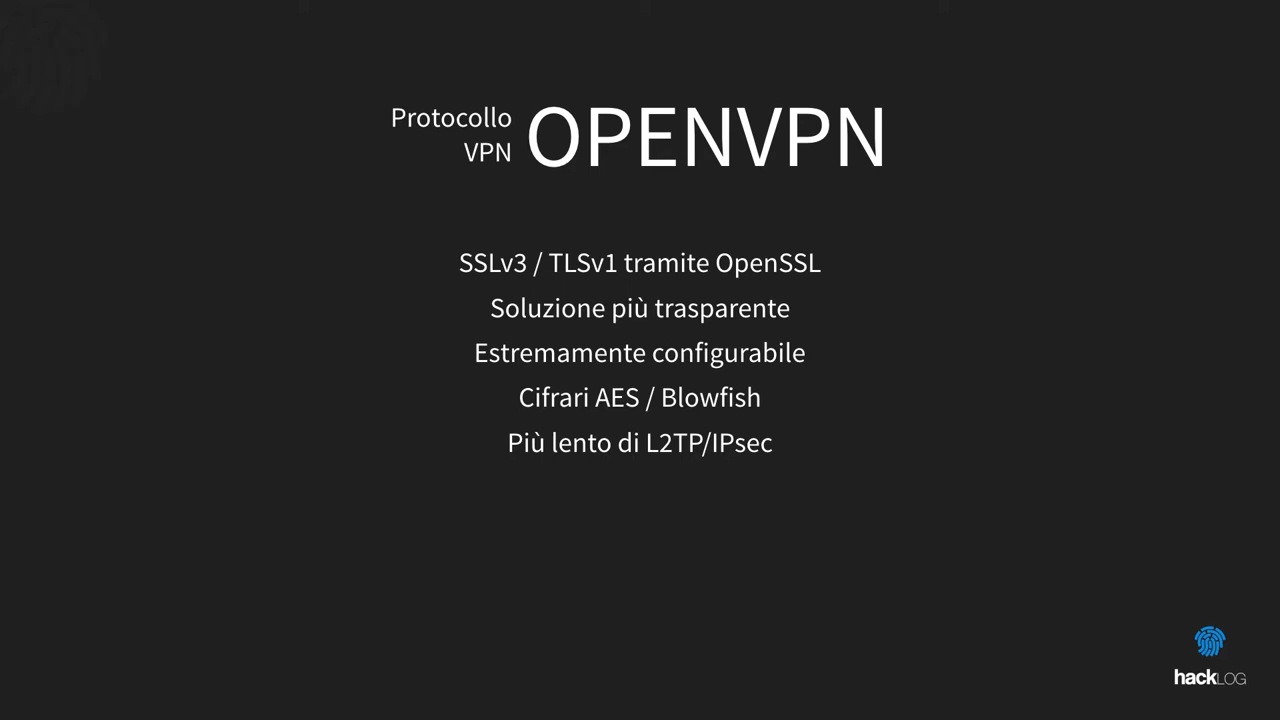 Protocollo
VPN
OPENVPN
SSLv3 / TLSv1 tramite OpenSSL
Soluzione più trasparente
Estremamente configurabile
Cifrari AES / Blowfish
Più lento di L2TP/IPsec
hackLOG